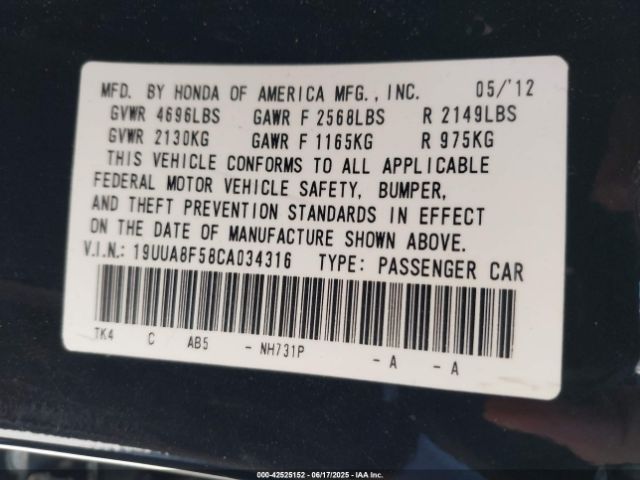 MFD. BY HONDA OF AMERICA MFG., INC. 05/'12
GVWR 4696LBS GAWR F 2568LBS R 2149LBS
GVWR 2130KG GAWR F 1165KG R 975KG
THIS VEHICLE CONFORMS TO ALL APPLICABLE
FEDERAL MOTOR VEHICLE SAFETY, BUMPER,
AND THEFT PREVENTION STANDARDS IN EFFECT
ON THE DATE OF MANUFACTURE SHOWN ABOVE.
V.I.N.: 19UUA8F58CA034316 TYPE: PASSENGER CAR
TK4 C AB5 - NH731P - A - A
000-42525152 - 06/17/2025 - IAA Inc.